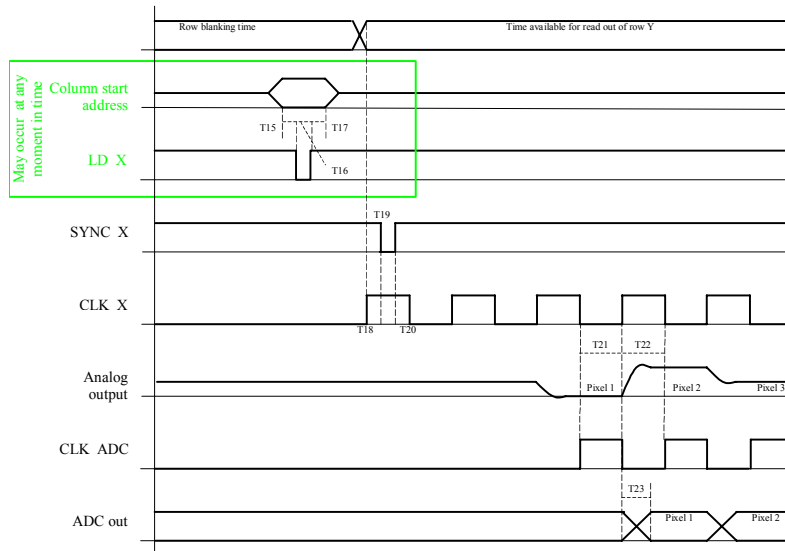 Row blanking time
Time available for read out of row Y
May occur at any
moment in time
Column start
address
T15
T17
LD X
T16
T19
SYNC X
CLK X
T18
T20
T21
T22
Analog
output
Pixel 1
Pixel 2
Pixel 3
CLK ADC
T23
ADC out
Pixel 1
Pixel 2